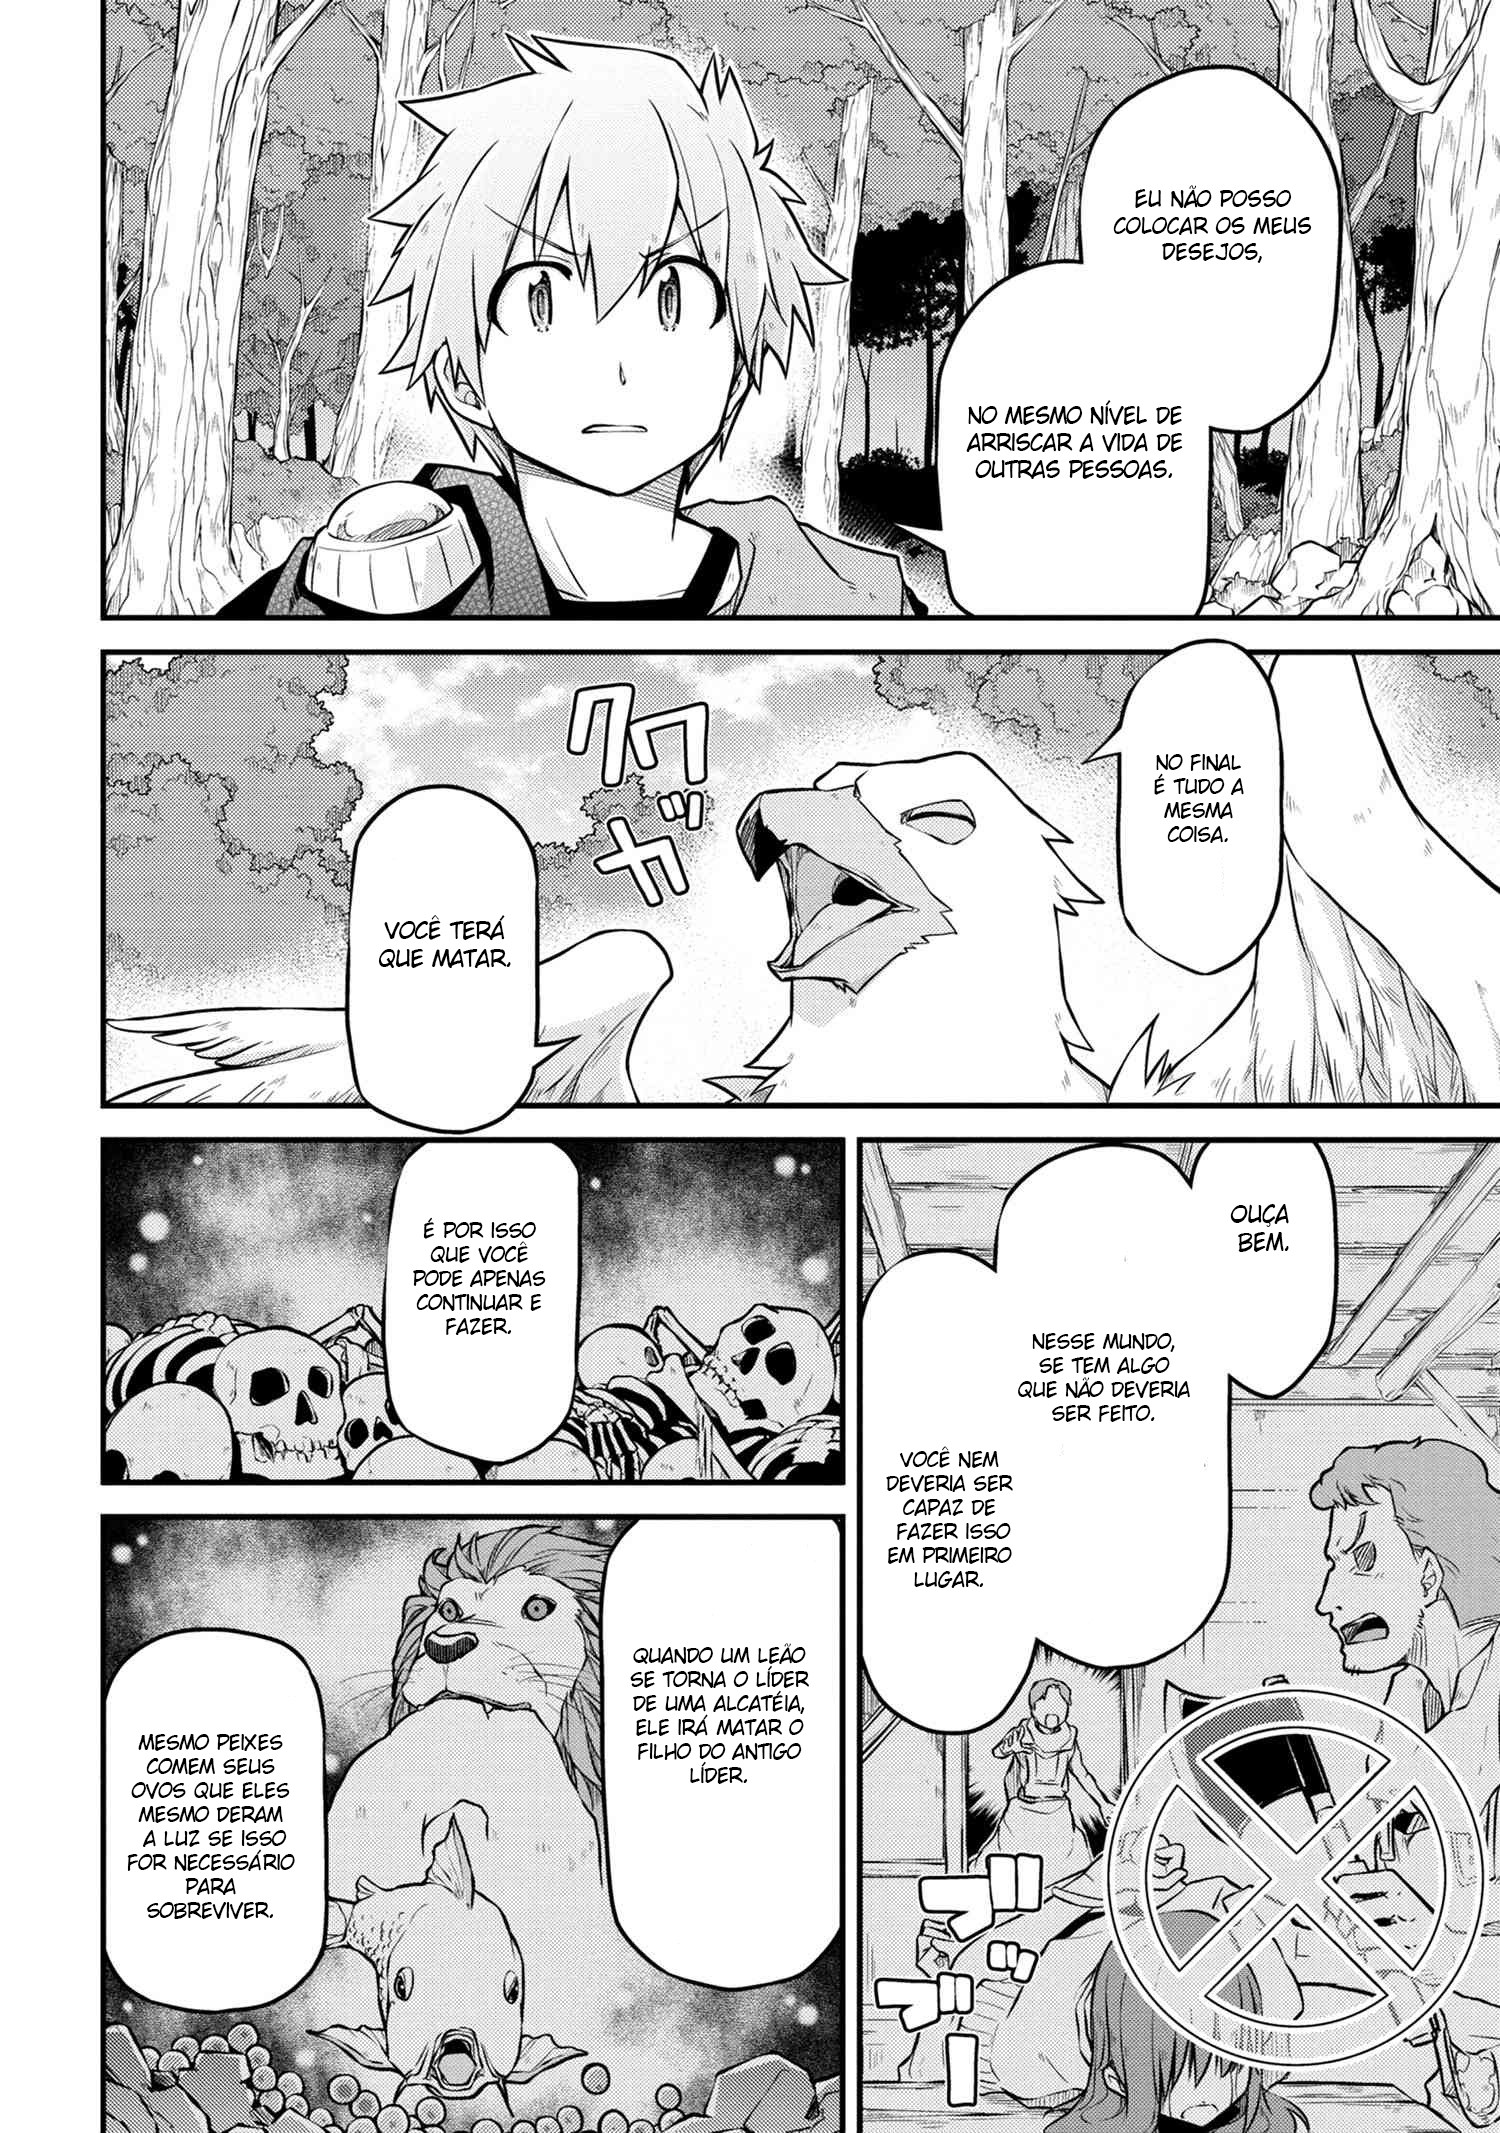 EU NÃO POSSO
COLOCAR OS MEUS
DESEJOS,
NO MESMO NÍVEL DE
ARRISCAR A VIDA DE
OUTRAS PESSOAS.
NO FINAL
É TUDO A
MESMA
COISA.
クワックカ
VOCÊ TERÁ
QUE MATAR.
OUÇA
BEM.
NESSE MUNDO,
SE TEM ALGO
QUE NÃO DEVERIA
SER FEITO.
VOCÊ NEM
DEVERIA SER
CAPAZ DE
FAZER ISSO
EM PRIMEIRO
LUGAR.
É POR ISSO
QUE VOCÊ
PODE APENAS
CONTINUAR E
FAZER.
QUANDO UM LEÃO
SE TORNA O LÍDER
DE UMA ALCATÉIA,
ELE IRÁ MATAR O
FILHO DO ANTIGO
LÍDER.
MESMO PEIXES
COMEM SEUS
OVOS QUE ELES
MESMO DERAM
A LUZ SE ISSO
FOR NECESSÁRIO
PARA
SOBREVIVER.